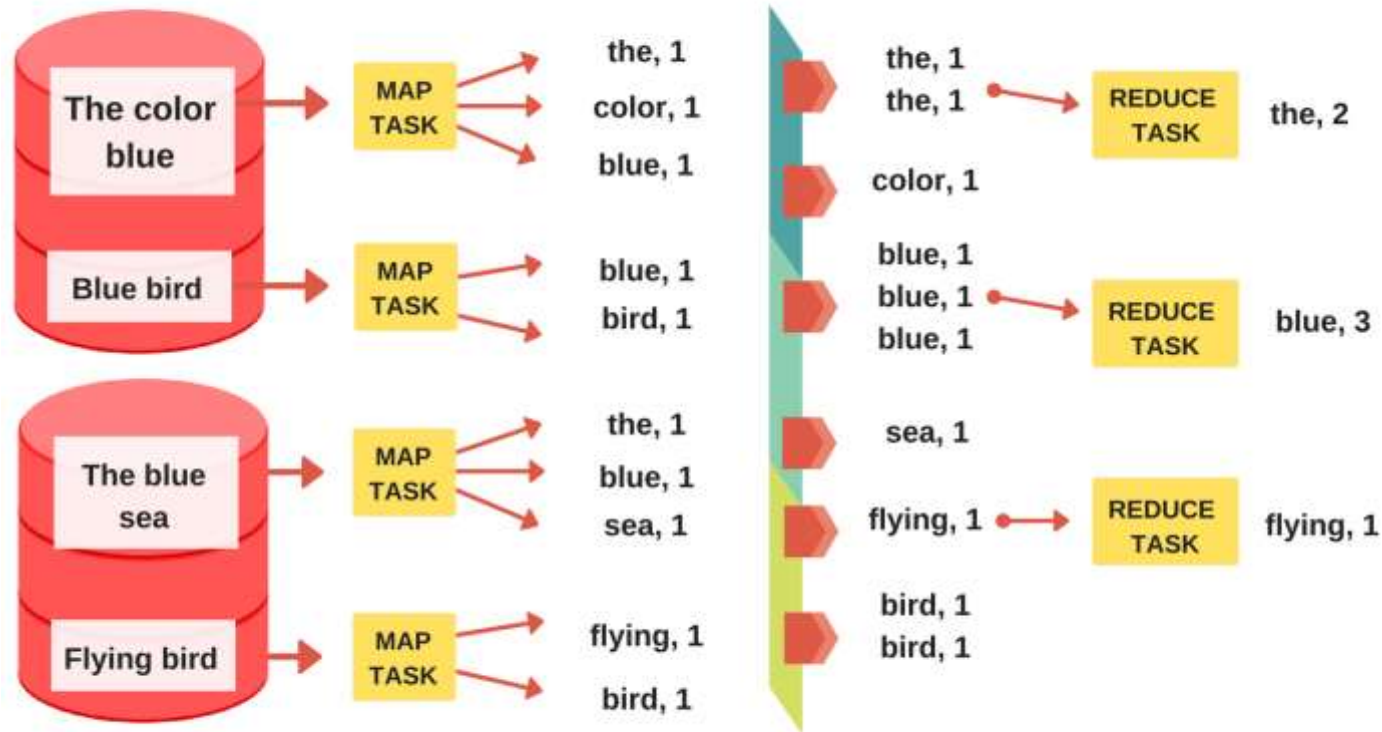 The color
blue
MAP
TASK
the, 1
color, 1
blue, 1
Blue bird
MAP
TASK
blue, 1
bird, 1
The blue
sea
MAP
TASK
the, 1
blue, 1
sea, 1
Flying bird
MAP
TASK
flying, 1
bird, 1
the, 1
the, 1
REDUCE
TASK
the, 2
color, 1
blue, 1
blue, 1
blue, 1
REDUCE
TASK
blue, 3
sea, 1
flying, 1
REDUCE
TASK
flying, 1
bird, 1
bird, 1